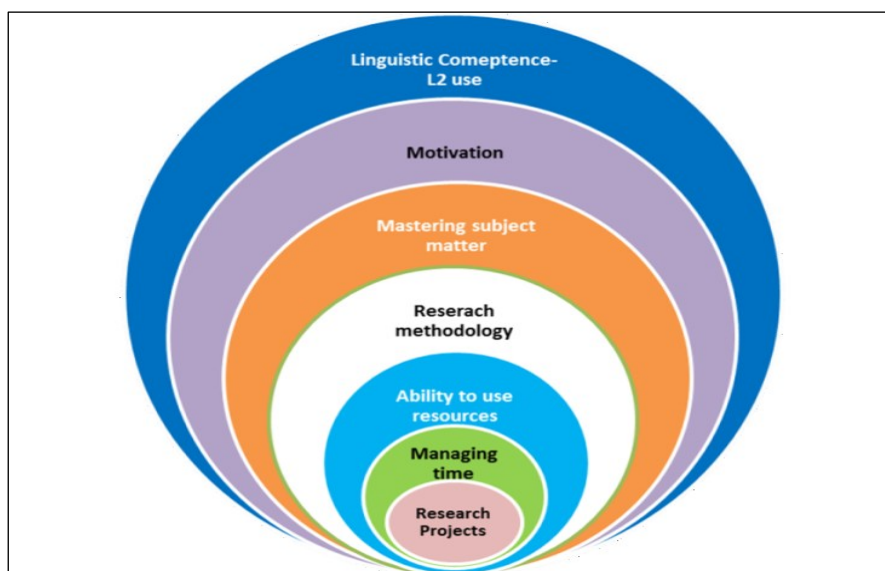 Linguistic Comeptence-
L2 use
Motivation
Mastering subject
matter
Reserach
methodology
Ability to use
resources
Managing
time
Research
Projects